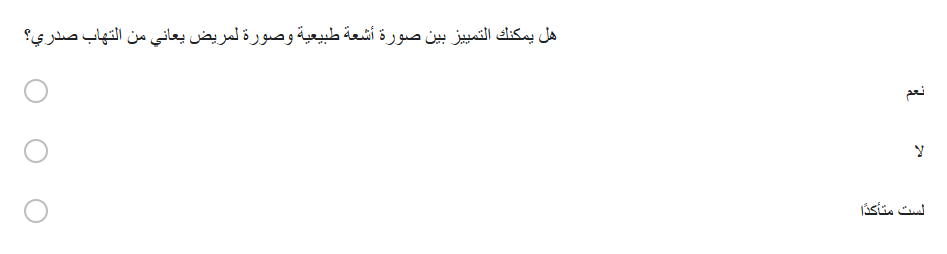 هل يمكنك التمييز بين صورة أشعة طبيعية وصورة لمريض يعاني من التهاب صدري؟
نعم
لا
لست متأكدًا